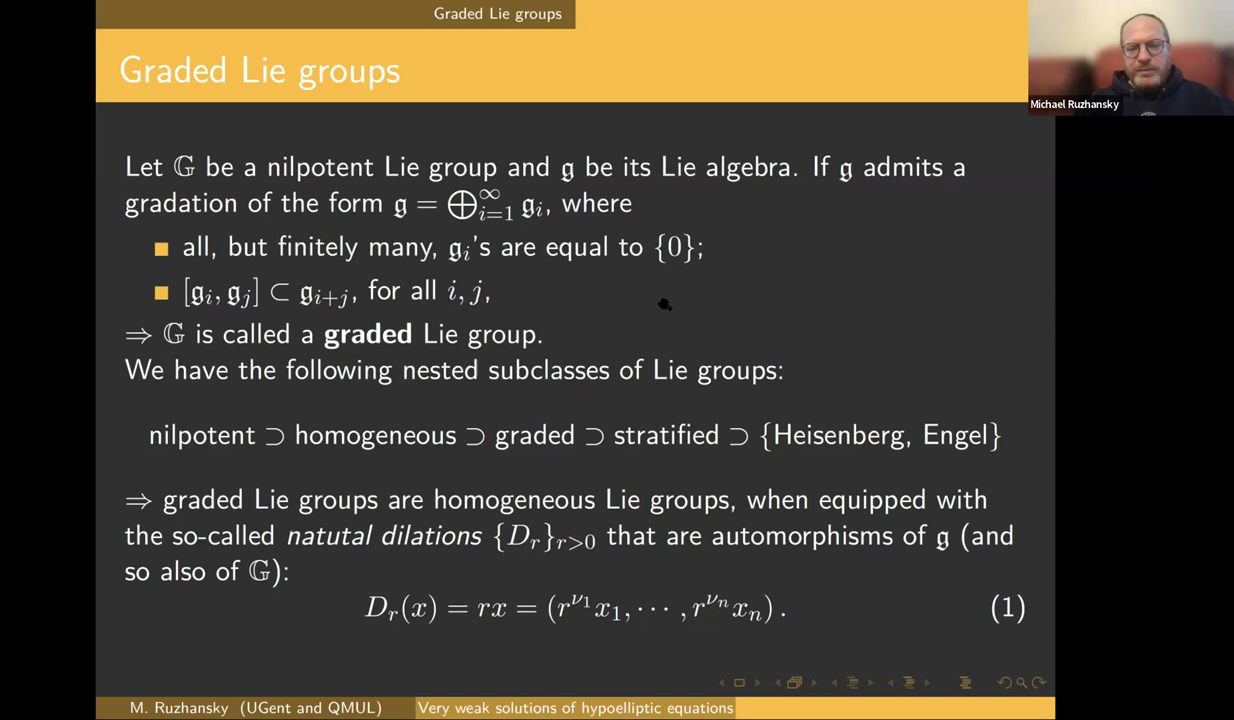 Graded Lie groups
Graded Lie groups
Michael Ruzhansky
Let 𝔾 be a nilpotent Lie group and 𝔤 be its Lie algebra. If 𝔤 admits a
gradation of the form 𝔤 = ⨁_{i=1}^{∞} 𝔤_i, where
■ all, but finitely many, 𝔤_i's are equal to {0};
■ [𝔤_i, 𝔤_j] ⊂ 𝔤_{i+j}, for all i, j,
⇒ 𝔾 is called a graded Lie group.
We have the following nested subclasses of Lie groups:
nilpotent ⊃ homogeneous ⊃ graded ⊃ stratified ⊃ {Heisenberg, Engel}
⇒ graded Lie groups are homogeneous Lie groups, when equipped with
the so-called natutal dilations {D_r}_{r>0} that are automorphisms of 𝔤 (and
so also of 𝔾):
D_r(x) = rx = (r^{ν_1}x_1, ⋯ , r^{ν_n}x_n) . (1)
M. Ruzhansky (UGent and QMUL) Very weak solutions of hypoelliptic equations